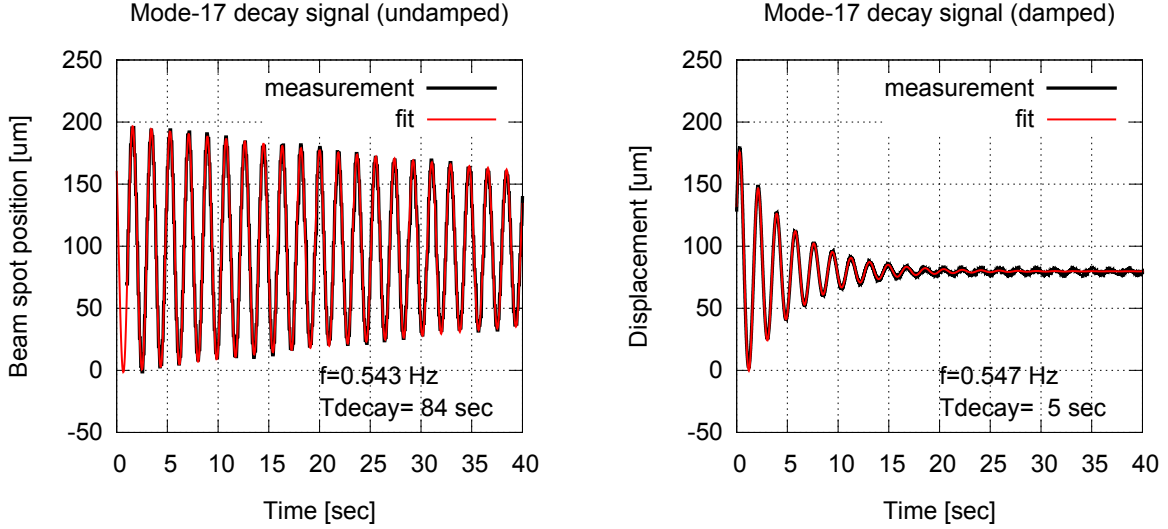 Mode-17 decay signal (undamped)
250
200
150
100
50
0
-50
Beam spot position [um]
measurement
fit
f=0.543 Hz
Tdecay= 84 sec
0 5 10 15 20 25 30 35 40
Time [sec]
Mode-17 decay signal (damped)
250
200
150
100
50
0
-50
Displacement [um]
measurement
fit
f=0.547 Hz
Tdecay=  5 sec
0 5 10 15 20 25 30 35 40
Time [sec]